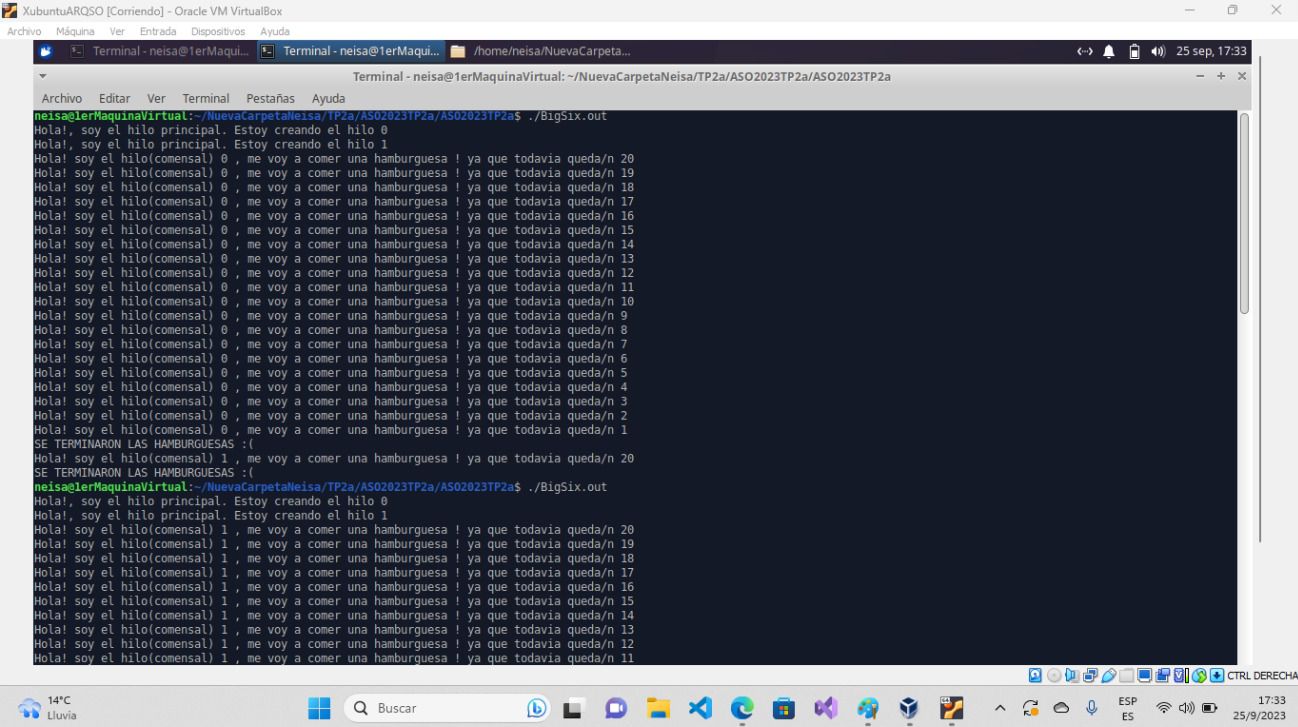 XubuntuARQSO [Corriendo] - Oracle VM VirtualBox
Archivo Máquina Ver Entrada Dispositivos Ayuda
Terminal - neisa@1erMaqui... Terminal - neisa@1erMaqui... /home/neisa/NuevaCarpeta... 25 sep, 17:33
Terminal - neisa@1erMaquinaVirtual: ~/NuevaCarpetaNeisa/TP2a/ASO2023TP2a/ASO2023TP2a
Archivo Editar Ver Terminal Pestañas Ayuda
neisa@1erMaquinaVirtual:~/NuevaCarpetaNeisa/TP2a/ASO2023TP2a/ASO2023TP2a$ ./BigSix.out
Hola!, soy el hilo principal. Estoy creando el hilo 0
Hola!, soy el hilo principal. Estoy creando el hilo 1
Hola! soy el hilo(comensal) 0 , me voy a comer una hamburguesa ! ya que todavia queda/n 20
Hola! soy el hilo(comensal) 0 , me voy a comer una hamburguesa ! ya que todavia queda/n 19
Hola! soy el hilo(comensal) 0 , me voy a comer una hamburguesa ! ya que todavia queda/n 18
Hola! soy el hilo(comensal) 0 , me voy a comer una hamburguesa ! ya que todavia queda/n 17
Hola! soy el hilo(comensal) 0 , me voy a comer una hamburguesa ! ya que todavia queda/n 16
Hola! soy el hilo(comensal) 0 , me voy a comer una hamburguesa ! ya que todavia queda/n 15
Hola! soy el hilo(comensal) 0 , me voy a comer una hamburguesa ! ya que todavia queda/n 14
Hola! soy el hilo(comensal) 0 , me voy a comer una hamburguesa ! ya que todavia queda/n 13
Hola! soy el hilo(comensal) 0 , me voy a comer una hamburguesa ! ya que todavia queda/n 12
Hola! soy el hilo(comensal) 0 , me voy a comer una hamburguesa ! ya que todavia queda/n 11
Hola! soy el hilo(comensal) 0 , me voy a comer una hamburguesa ! ya que todavia queda/n 10
Hola! soy el hilo(comensal) 0 , me voy a comer una hamburguesa ! ya que todavia queda/n 9
Hola! soy el hilo(comensal) 0 , me voy a comer una hamburguesa ! ya que todavia queda/n 8
Hola! soy el hilo(comensal) 0 , me voy a comer una hamburguesa ! ya que todavia queda/n 7
Hola! soy el hilo(comensal) 0 , me voy a comer una hamburguesa ! ya que todavia queda/n 6
Hola! soy el hilo(comensal) 0 , me voy a comer una hamburguesa ! ya que todavia queda/n 5
Hola! soy el hilo(comensal) 0 , me voy a comer una hamburguesa ! ya que todavia queda/n 4
Hola! soy el hilo(comensal) 0 , me voy a comer una hamburguesa ! ya que todavia queda/n 3
Hola! soy el hilo(comensal) 0 , me voy a comer una hamburguesa ! ya que todavia queda/n 2
Hola! soy el hilo(comensal) 0 , me voy a comer una hamburguesa ! ya que todavia queda/n 1
SE TERMINARON LAS HAMBURGUESAS :(
Hola! soy el hilo(comensal) 1 , me voy a comer una hamburguesa ! ya que todavia queda/n 20
SE TERMINARON LAS HAMBURGUESAS :(
neisa@1erMaquinaVirtual:~/NuevaCarpetaNeisa/TP2a/ASO2023TP2a/ASO2023TP2a$ ./BigSix.out
Hola!, soy el hilo principal. Estoy creando el hilo 0
Hola!, soy el hilo principal. Estoy creando el hilo 1
Hola! soy el hilo(comensal) 1 , me voy a comer una hamburguesa ! ya que todavia queda/n 20
Hola! soy el hilo(comensal) 1 , me voy a comer una hamburguesa ! ya que todavia queda/n 19
Hola! soy el hilo(comensal) 1 , me voy a comer una hamburguesa ! ya que todavia queda/n 18
Hola! soy el hilo(comensal) 1 , me voy a comer una hamburguesa ! ya que todavia queda/n 17
Hola! soy el hilo(comensal) 1 , me voy a comer una hamburguesa ! ya que todavia queda/n 16
Hola! soy el hilo(comensal) 1 , me voy a comer una hamburguesa ! ya que todavia queda/n 15
Hola! soy el hilo(comensal) 1 , me voy a comer una hamburguesa ! ya que todavia queda/n 14
Hola! soy el hilo(comensal) 1 , me voy a comer una hamburguesa ! ya que todavia queda/n 13
Hola! soy el hilo(comensal) 1 , me voy a comer una hamburguesa ! ya que todavia queda/n 12
Hola! soy el hilo(comensal) 1 , me voy a comer una hamburguesa ! ya que todavia queda/n 11
CTRL DERECHA
14°C
Lluvia
Buscar
ESP
ES
17:33
25/9/2023